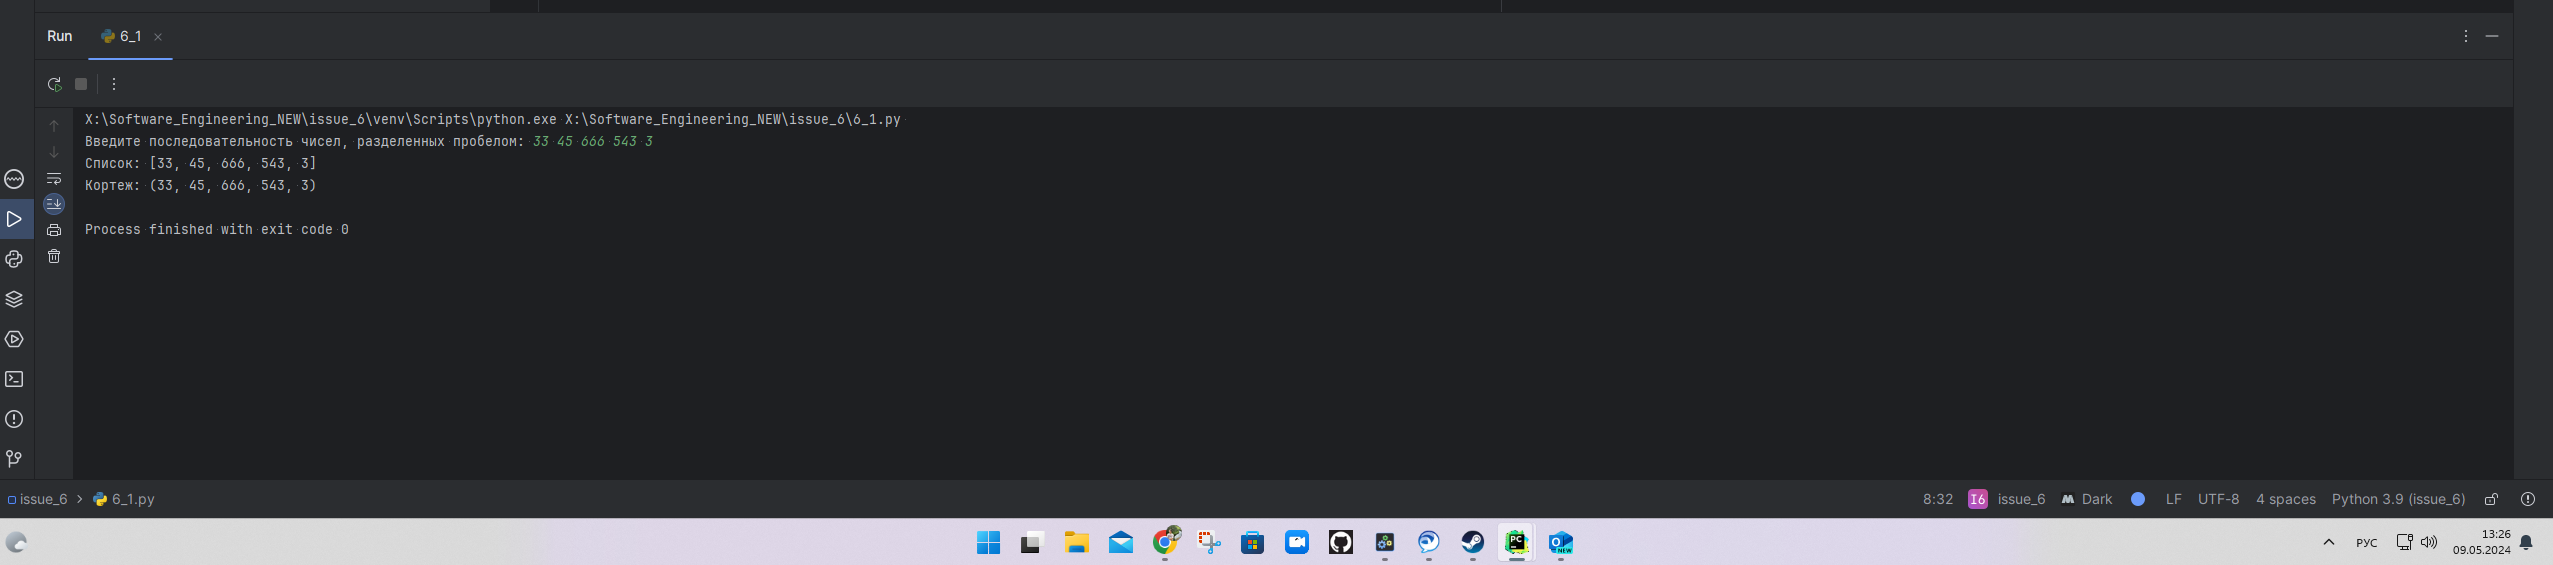 Run 6_1
X:\Software_Engineering_NEW\issue_6\venv\Scripts\python.exe X:\Software_Engineering_NEW\issue_6\6_1.py
Введите последовательность чисел, разделенных пробелом: 33 45 666 543 3
Список: [33, 45, 666, 543, 3]
Кортеж: (33, 45, 666, 543, 3)
Process finished with exit code 0
issue_6 > 6_1.py 8:32 I6 issue_6 Dark LF UTF-8 4 spaces Python 3.9 (issue_6)
PC O NEW РУС 13:26
09.05.2024